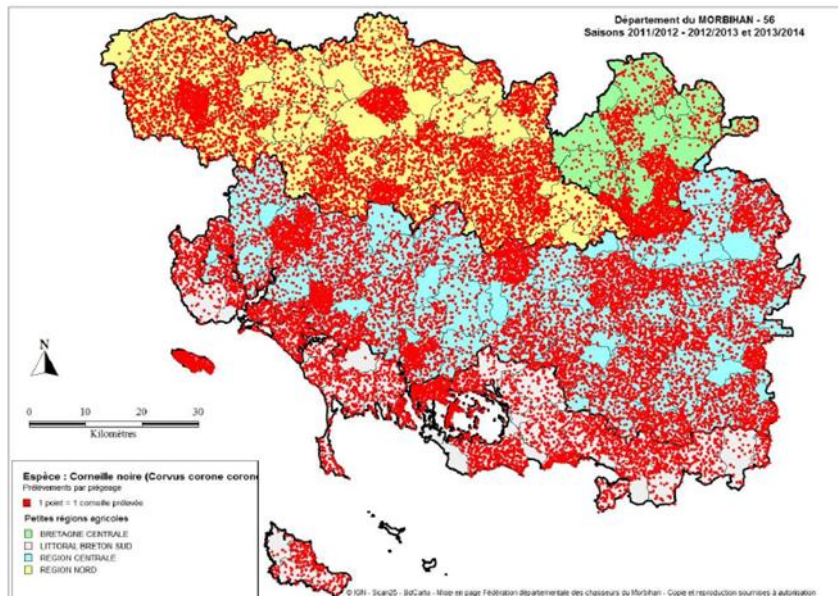 Département du MORBIHAN - 56
Saisons 2011/2012 - 2012/2013 et 2013/2014
N
0 10 20 30
Kilomètres
Espèce : Corneille noire (Corvus corone corone
Prélèvements par piégeage
1 point = 1 corneille prélevée
Petites régions agricoles
BRETAGNE CENTRALE
LITTORAL BRETON SUD
REGION CENTRALE
REGION NORD
© IGN - Scan25 - BdCarto - Mise en page Fédération départementale des chasseurs du Morbihan - Copie et reproduction soumises à autorisation